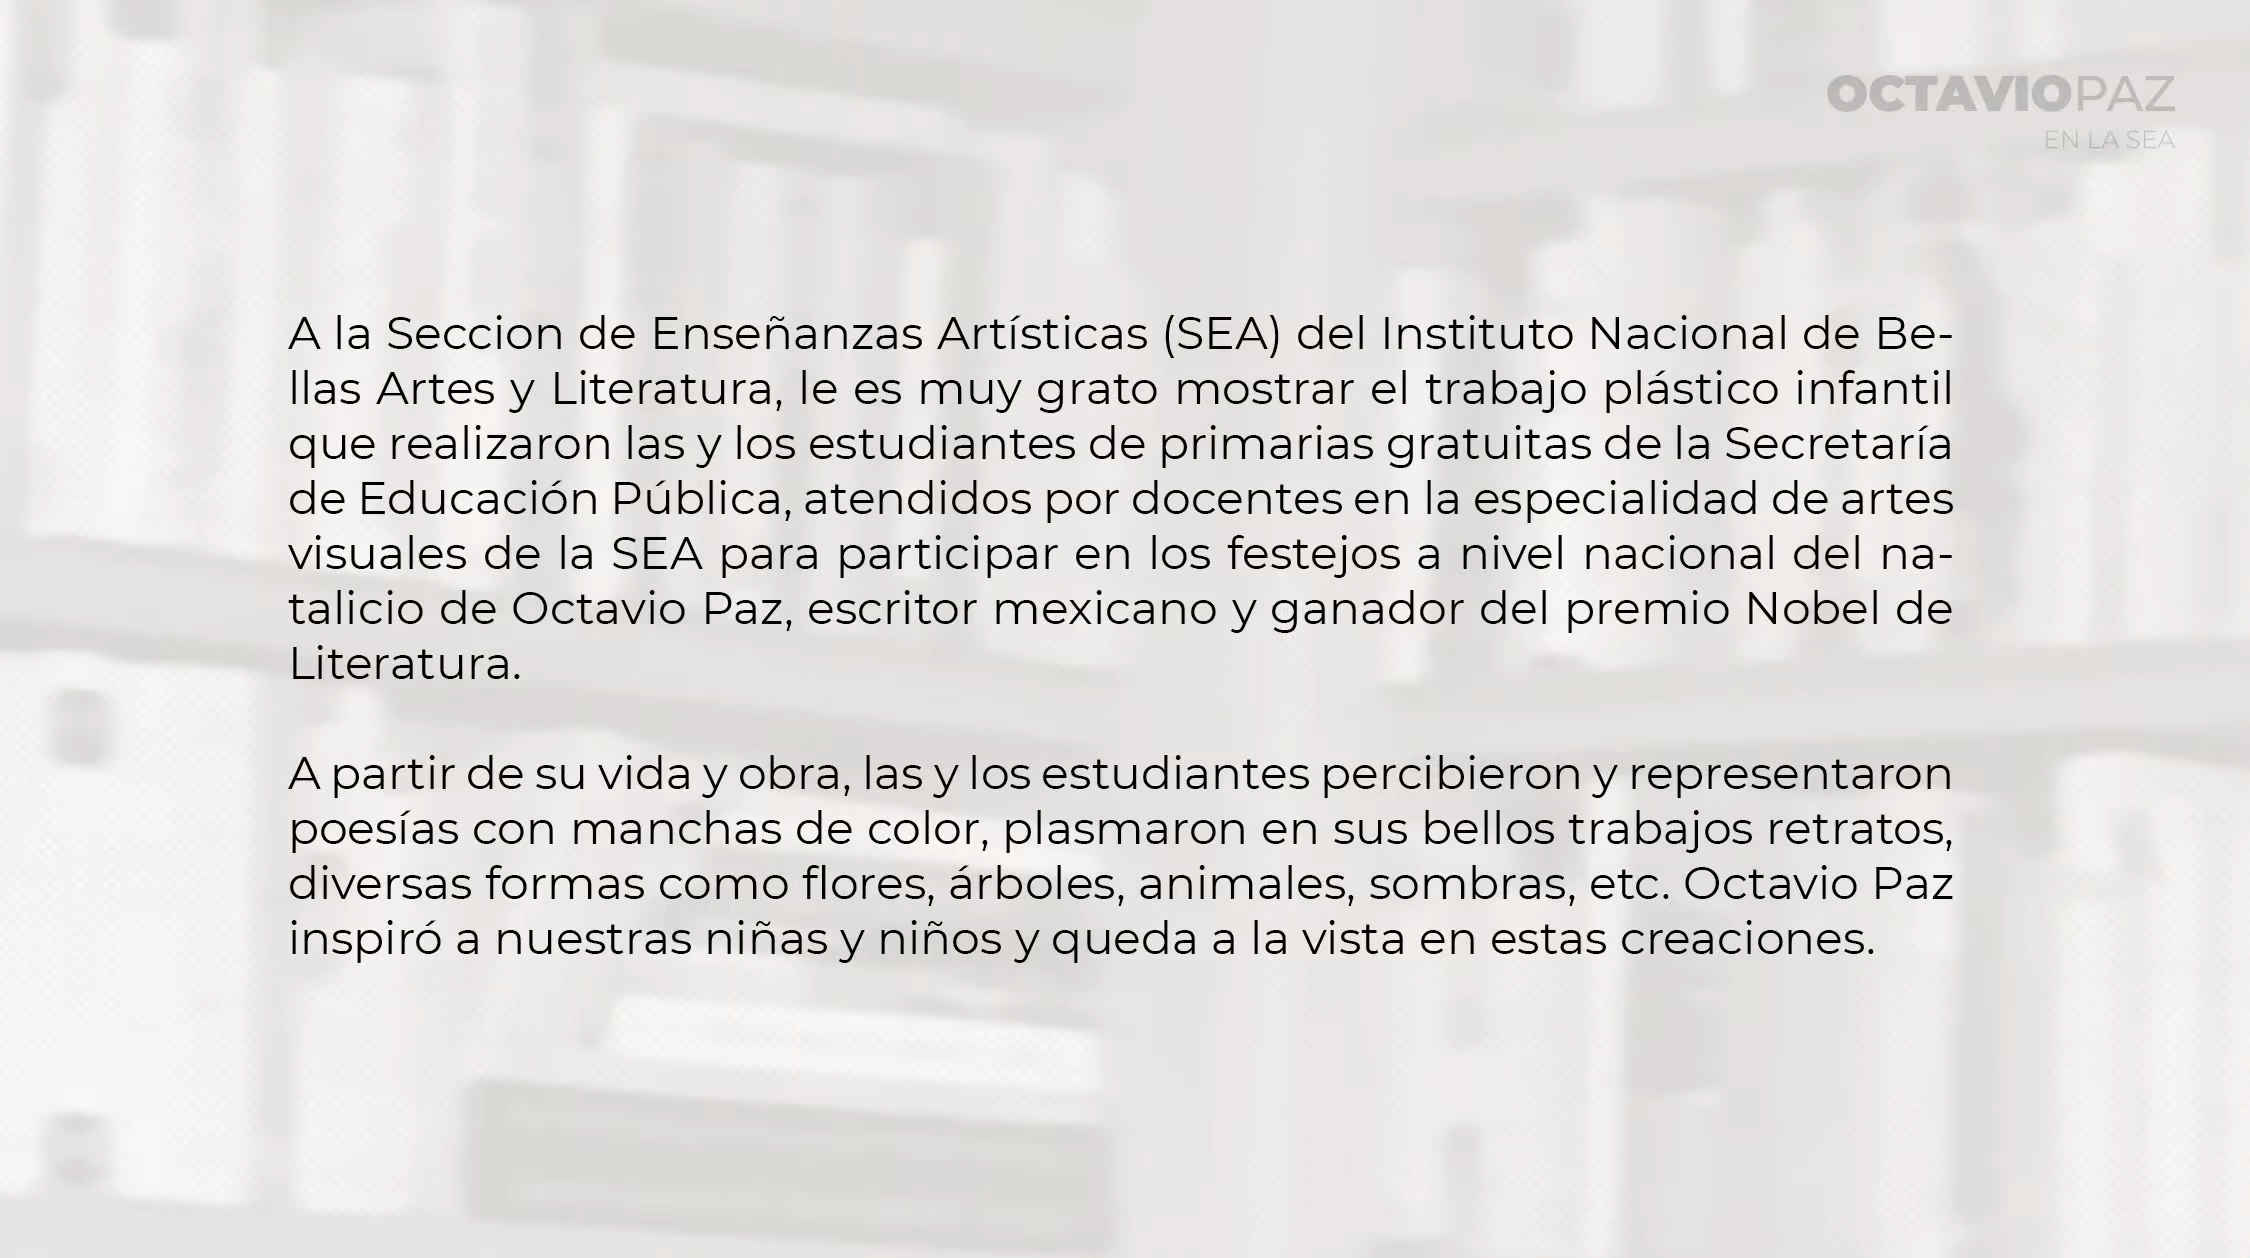 OCTAVIOPAZ
EN LA SEA
A la Seccion de Enseñanzas Artísticas (SEA) del Instituto Nacional de Be-
llas Artes y Literatura, le es muy grato mostrar el trabajo plástico infantil
que realizaron las y los estudiantes de primarias gratuitas de la Secretaría
de Educación Pública, atendidos por docentes en la especialidad de artes
visuales de la SEA para participar en los festejos a nivel nacional del na-
talicio de Octavio Paz, escritor mexicano y ganador del premio Nobel de
Literatura.
A partir de su vida y obra, las y los estudiantes percibieron y representaron
poesías con manchas de color, plasmaron en sus bellos trabajos retratos,
diversas formas como flores, árboles, animales, sombras, etc. Octavio Paz
inspiró a nuestras niñas y niños y queda a la vista en estas creaciones.